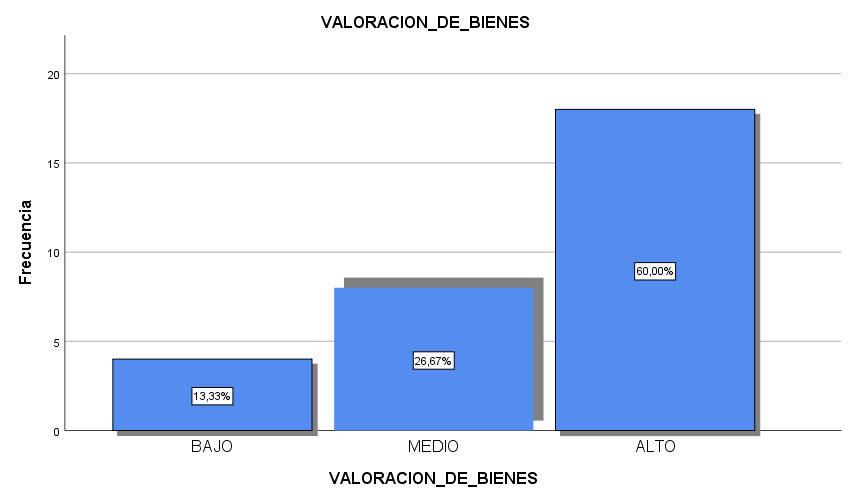 VALORACION_DE_BIENES
20
15
10
5
0
Frecuencia
13,33%
26,67%
60,00%
BAJO MEDIO ALTO
VALORACION_DE_BIENES